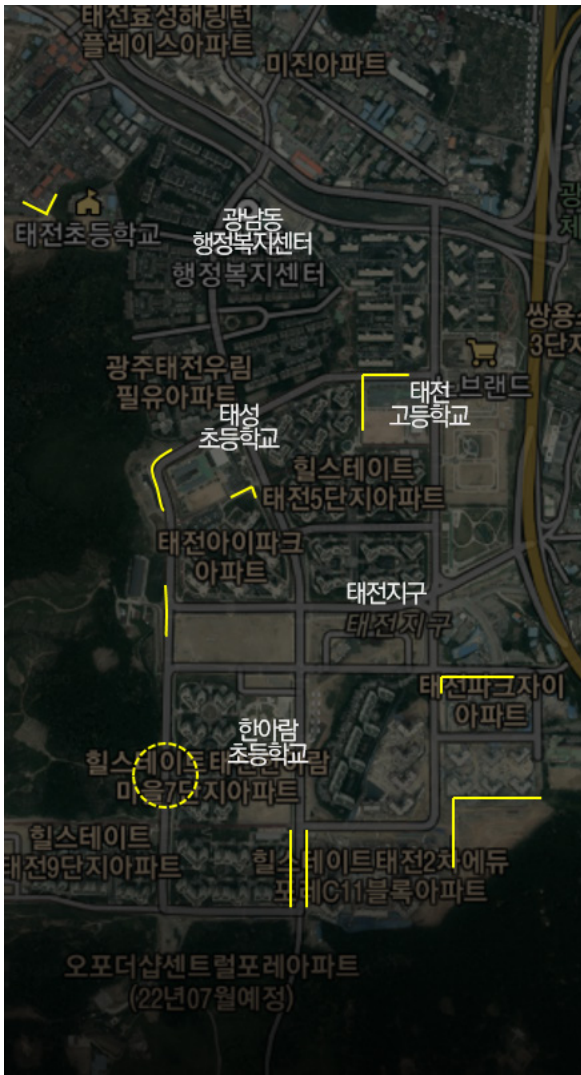 태전효성해링턴
플레이스아파트
미진아파트
태전초등학교
광남동
행정복지센터
행정복지센터
광
제
쌍용
3단지
광주태전우림
필유아파트
브랜드
태전
고등학교
태성
초등학교
힐스테이트
태전5단지아파트
태전아이파크
아파트
태전지구
태전지구
태전파크자이
아파트
한아람
초등학교
힐스테이트태전한아람
마을7단지아파트
힐스테이트
태전9단지아파트
힐스테이트태전2차에듀
포레C11블록아파트
오포더샵센트럴포레아파트
(22년07월예정)